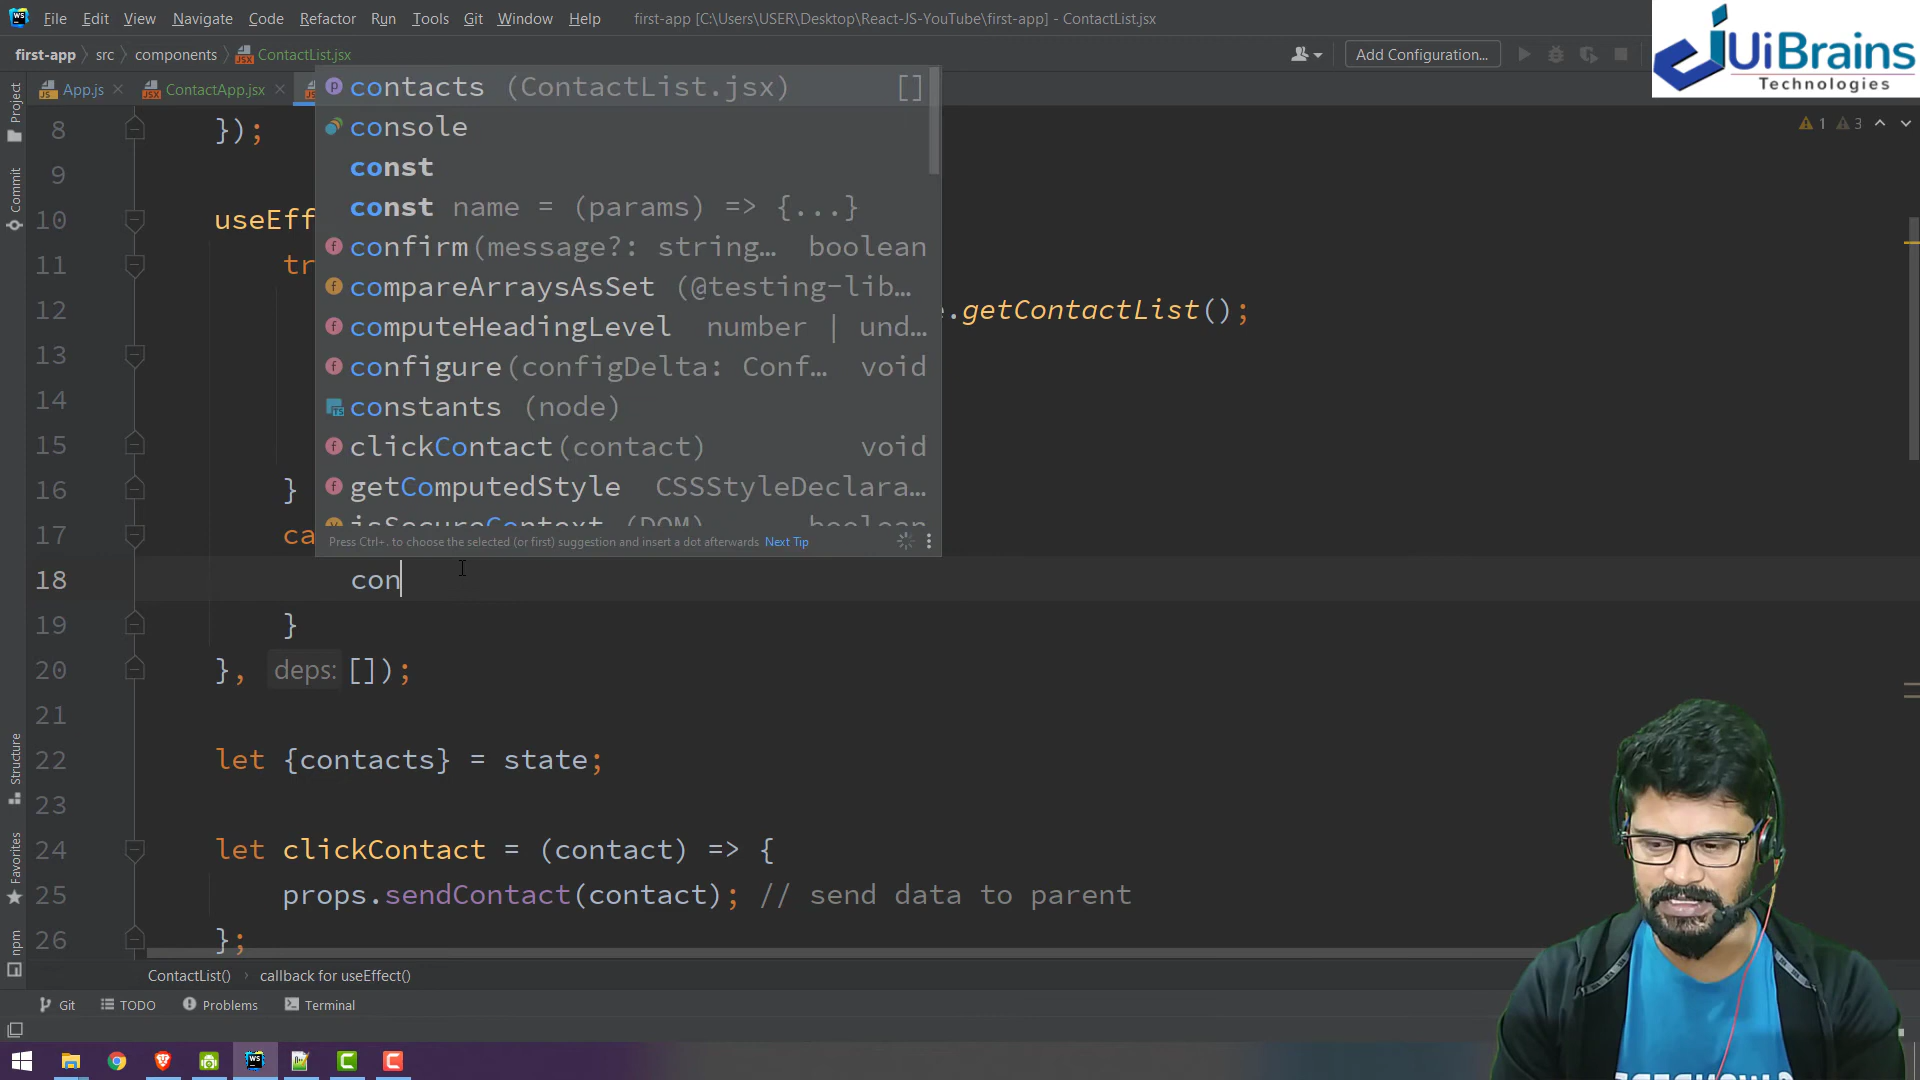 File Edit View Navigate Code Refactor Run Tools Git Window Help first-app [C:\Users\USER\Desktop\React-JS-YouTube\first-app] - ContactList.jsx
first-app src components ContactList.jsx Add Configuration...
UiBrains
Technologies
App.js ContactApp.jsx
Project
Commit
Structure
Favorites
npm
contacts (ContactList.jsx) []
console
const
const name = (params) => {...}
confirm(message?: string... boolean
compareArraysAsSet (@testing-lib...
computeHeadingLevel number | und...
configure(configDelta: Conf... void
constants (node)
clickContact(contact) void
getComputedStyle CSSStyleDeclara...
isSecureContext (DOM) boolean
Press Ctrl+. to choose the selected (or first) suggestion and insert a dot afterwards Next Tip
1 3
8 });
9
10 useEff
11 tr
12 .getContactList();
13
14
15
16 }
17 ca
18 con
19 }
20 }, deps: []);
21
22 let {contacts} = state;
23
24 let clickContact = (contact) => {
25 props.sendContact(contact); // send data to parent
26 };
ContactList() callback for useEffect()
Git TODO Problems Terminal